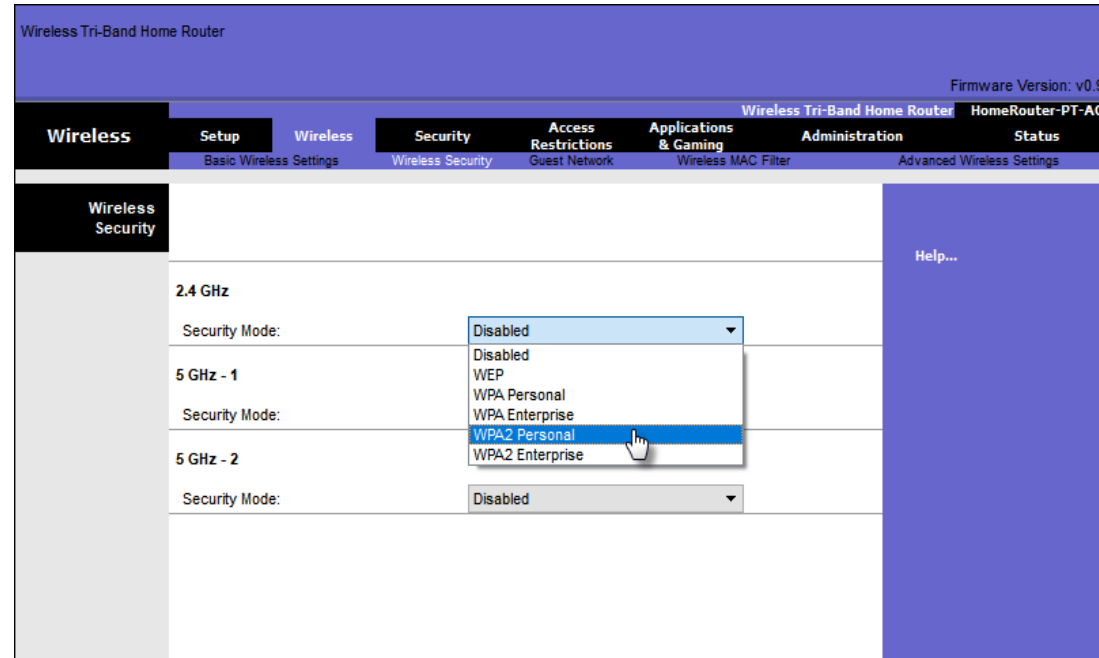 Wireless Tri-Band Home Router
Firmware Version: v0.9
Wireless Tri-Band Home Router HomeRouter-PT-AC
Wireless
Setup Wireless Security Access Restrictions Applications & Gaming Administration Status
Basic Wireless Settings Wireless Security Guest Network Wireless MAC Filter Advanced Wireless Settings
Wireless
Security
Help...
2.4 GHz
Security Mode: Disabled
Disabled
WEP
WPA Personal
WPA Enterprise
WPA2 Personal
WPA2 Enterprise
5 GHz - 1
Security Mode:
5 GHz - 2
Security Mode: Disabled